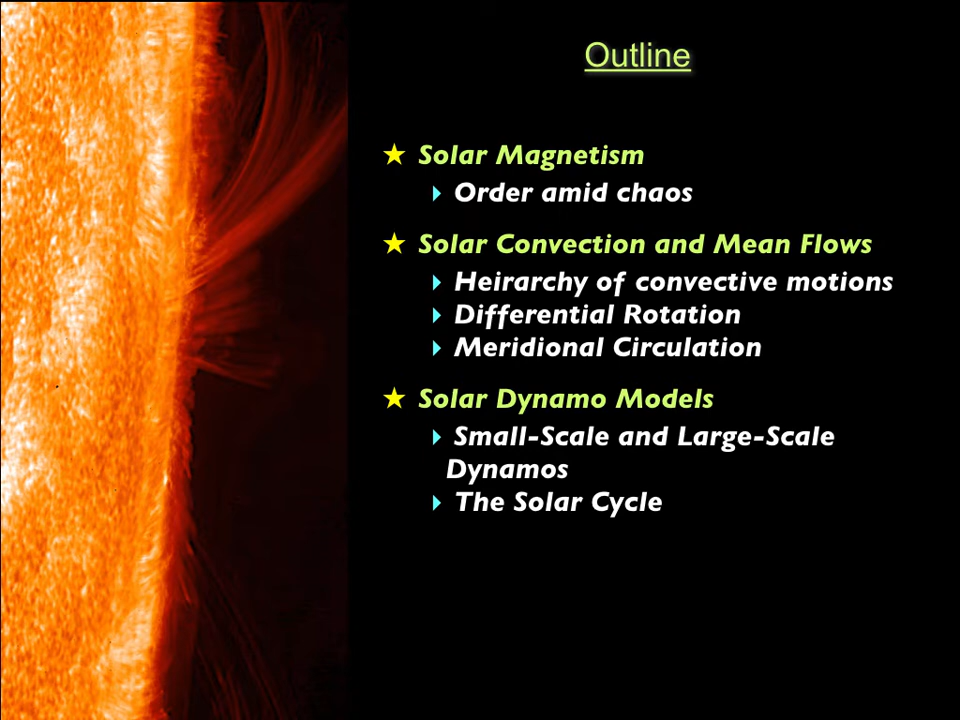 Outline
★ Solar Magnetism
Order amid chaos
★ Solar Convection and Mean Flows
Heirarchy of convective motions
Differential Rotation
Meridional Circulation
★ Solar Dynamo Models
Small-Scale and Large-Scale
Dynamos
The Solar Cycle